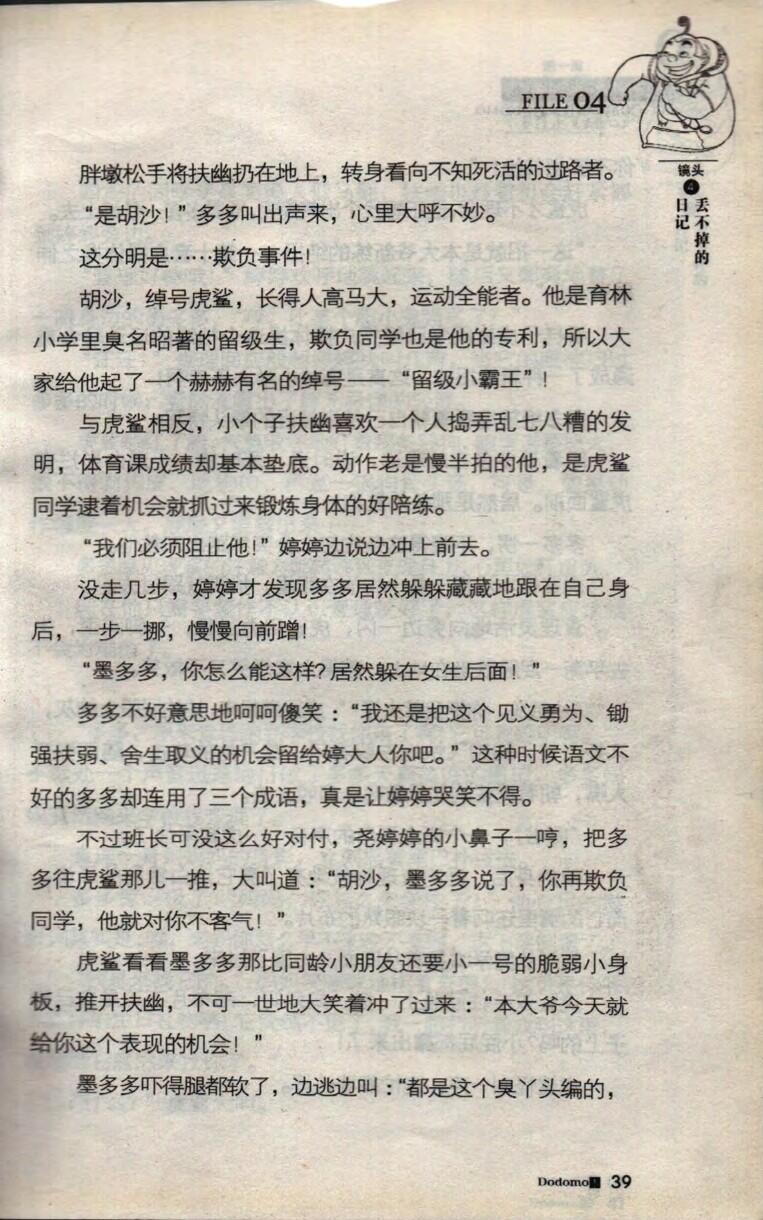 FILE 04
镜头
4
丢不掉的
日记
胖墩松手将扶幽扔在地上，转身看向不知死活的过路者。
“是胡沙！”多多叫出声来，心里大呼不妙。
这分明是……欺负事件！
胡沙，绰号虎鲨，长得人高马大，运动全能者。他是育林
小学里臭名昭著的留级生，欺负同学也是他的专利，所以大
家给他起了一个赫赫有名的绰号——“留级小霸王”！
与虎鲨相反，小个子扶幽喜欢一个人捣弄乱七八糟的发
明，体育课成绩却基本垫底。动作老是慢半拍的他，是虎鲨
同学逮着机会就抓过来锻炼身体的好陪练。
“我们必须阻止他！”婷婷边说边冲上前去。
没走几步，婷婷才发现多多居然躲躲藏藏地跟在自己身
后，一步一挪，慢慢向前蹭！
“墨多多，你怎么能这样？居然躲在女生后面！”
多多不好意思地呵呵傻笑：“我还是把这个见义勇为、锄
强扶弱、舍生取义的机会留给婷大人你吧。”这种时候语文不
好的多多却连用了三个成语，真是让婷婷哭笑不得。
不过班长可没这么好对付，尧婷婷的小鼻子一哼，把多
多往虎鲨那儿一推，大叫道：“胡沙，墨多多说了，你再欺负
同学，他就对你不客气！”
虎鲨看看墨多多那比同龄小朋友还要小一号的脆弱小身
板，推开扶幽，不可一世地大笑着冲了过来：“本大爷今天就
给你这个表现的机会！”
墨多多吓得腿都软了，边逃边叫：“都是这个臭丫头编的，
Dodomo 39